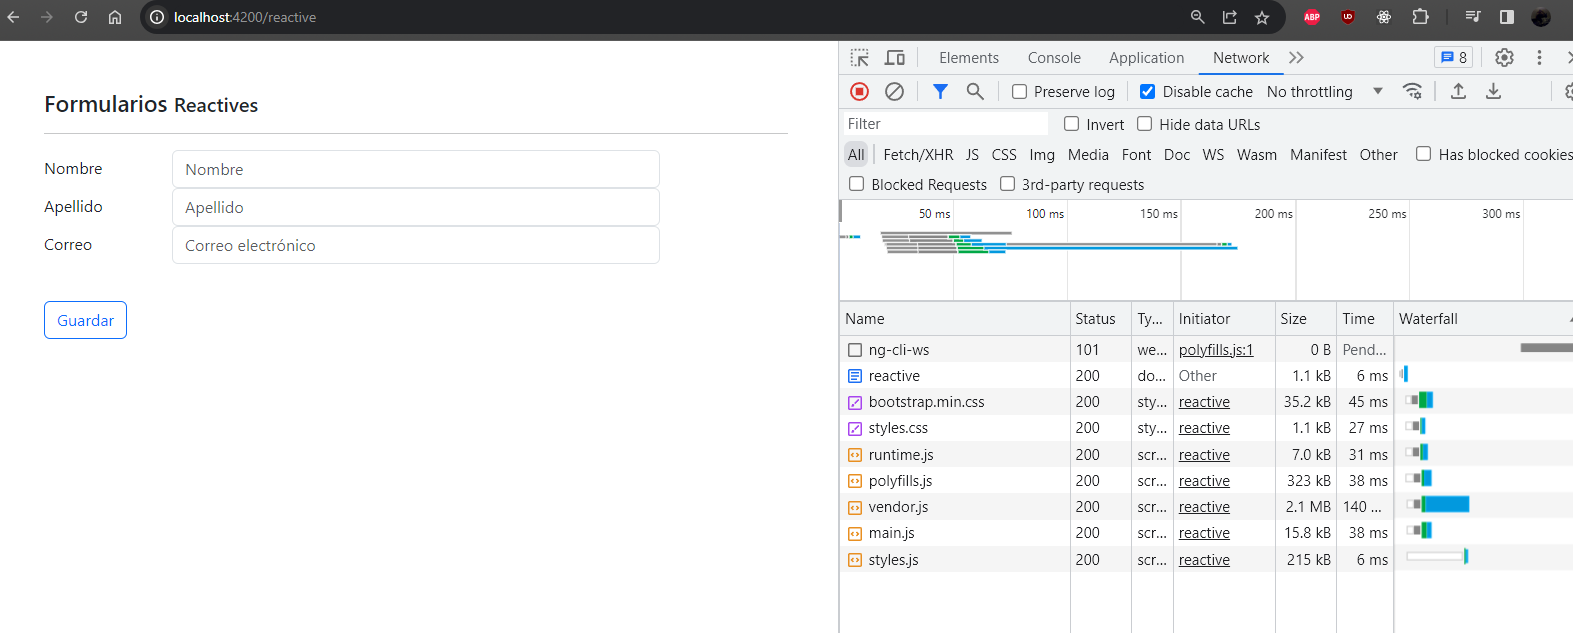 localhost:4200/reactive
ABP
UD
Formularios Reactives
Nombre
Nombre
Apellido
Apellido
Correo
Correo electrónico
Guardar
Elements Console Application Network 8
Preserve log Disable cache No throttling
Filter Invert Hide data URLs
All Fetch/XHR JS CSS Img Media Font Doc WS Wasm Manifest Other Has blocked cookies
Blocked Requests 3rd-party requests
50 ms 100 ms 150 ms 200 ms 250 ms 300 ms
Name Status Ty... Initiator Size Time Waterfall
ng-cli-ws 101 we... polyfills.js:1 0 B Pend...
reactive 200 do... Other 1.1 kB 6 ms
bootstrap.min.css 200 sty... reactive 35.2 kB 45 ms
styles.css 200 sty... reactive 1.1 kB 27 ms
runtime.js 200 scr... reactive 7.0 kB 31 ms
polyfills.js 200 scr... reactive 323 kB 38 ms
vendor.js 200 scr... reactive 2.1 MB 140 ...
main.js 200 scr... reactive 15.8 kB 38 ms
styles.js 200 scr... reactive 215 kB 6 ms